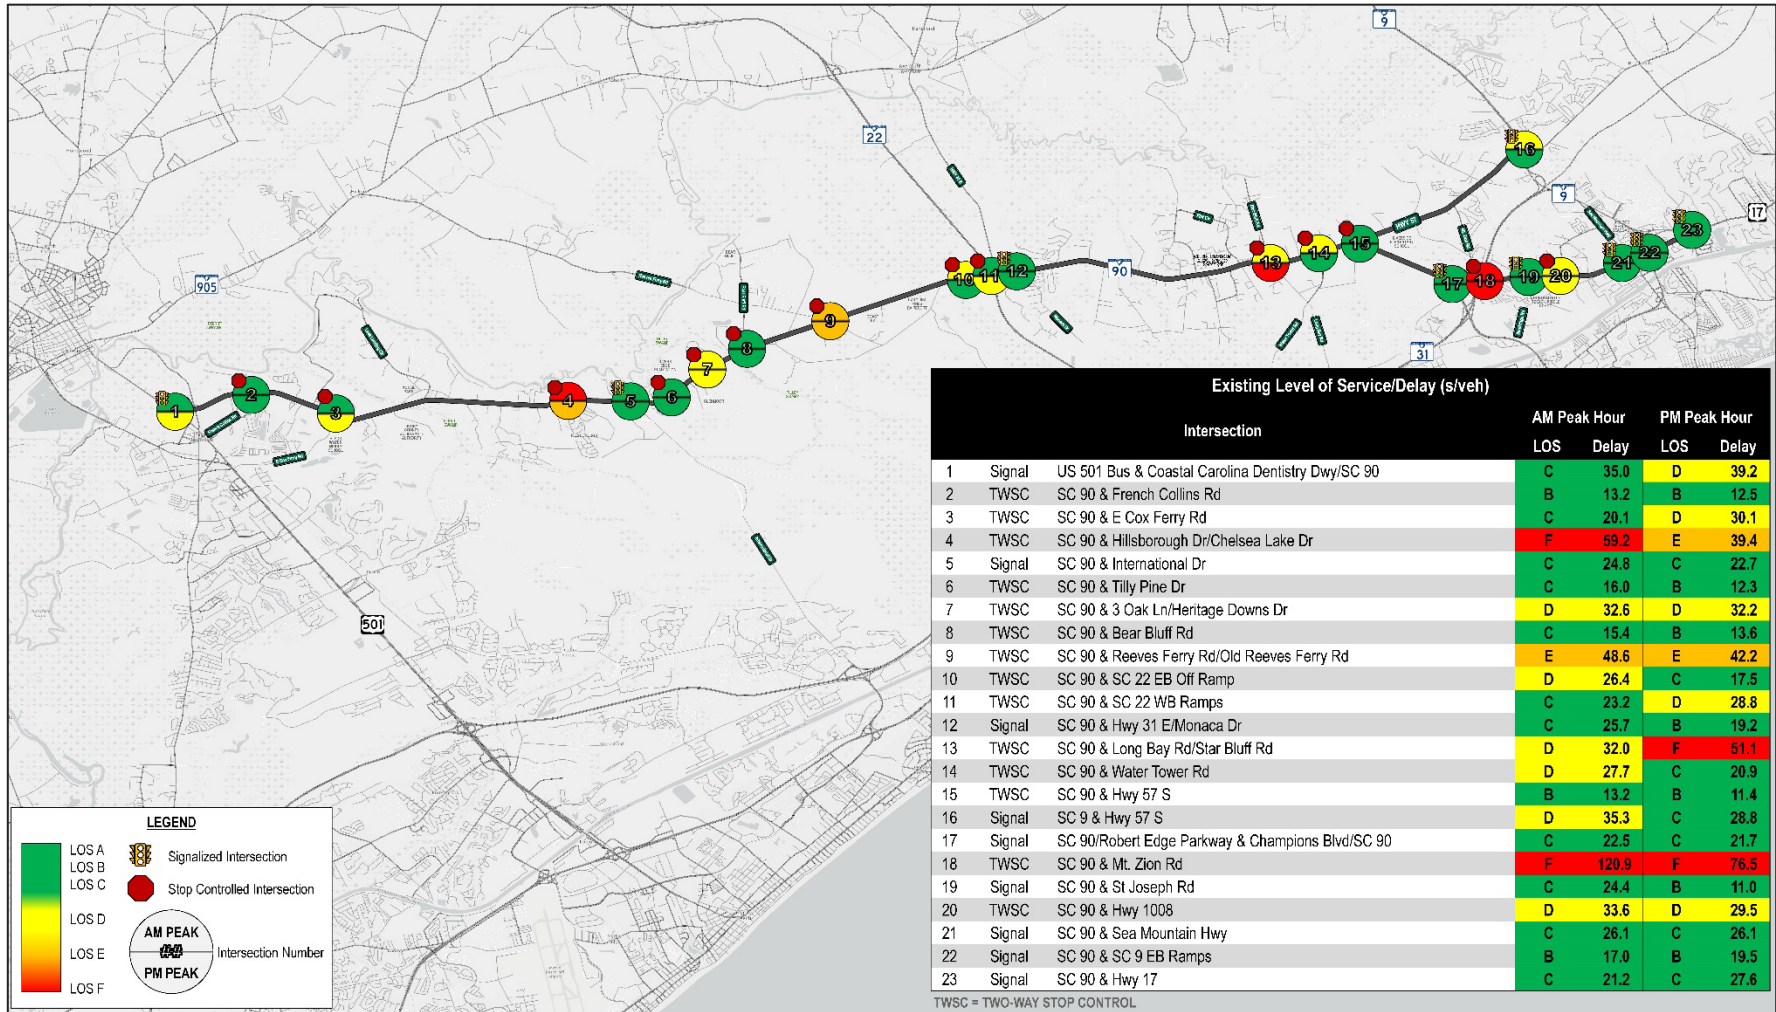 9
22
9
17
905
90
HWY 57
31
501
16
23
22
21
20
19
18
17
15
14
13
12
11
10
9
8
7
6
5
4
3
2
1
Existing Level of Service/Delay (s/veh)
Intersection AM Peak Hour PM Peak Hour
LOS Delay LOS Delay
1 Signal US 501 Bus & Coastal Carolina Dentistry Dwy/SC 90 C 35.0 D 39.2
2 TWSC SC 90 & French Collins Rd B 13.2 B 12.5
3 TWSC SC 90 & E Cox Ferry Rd C 20.1 D 30.1
4 TWSC SC 90 & Hillsborough Dr/Chelsea Lake Dr F 59.2 E 39.4
5 Signal SC 90 & International Dr C 24.8 C 22.7
6 TWSC SC 90 & Tilly Pine Dr C 16.0 B 12.3
7 TWSC SC 90 & 3 Oak Ln/Heritage Downs Dr D 32.6 D 32.2
8 TWSC SC 90 & Bear Bluff Rd C 15.4 B 13.6
9 TWSC SC 90 & Reeves Ferry Rd/Old Reeves Ferry Rd E 48.6 E 42.2
10 TWSC SC 90 & SC 22 EB Off Ramp D 26.4 C 17.5
11 TWSC SC 90 & SC 22 WB Ramps C 23.2 D 28.8
12 Signal SC 90 & Hwy 31 E/Monaca Dr C 25.7 B 19.2
13 TWSC SC 90 & Long Bay Rd/Star Bluff Rd D 32.0 F 51.1
14 TWSC SC 90 & Water Tower Rd D 27.7 C 20.9
15 TWSC SC 90 & Hwy 57 S B 13.2 B 11.4
16 Signal SC 9 & Hwy 57 S D 35.3 C 28.8
17 Signal SC 90/Robert Edge Parkway & Champions Blvd/SC 90 C 22.5 C 21.7
18 TWSC SC 90 & Mt. Zion Rd F 120.9 F 76.5
19 Signal SC 90 & St Joseph Rd C 24.4 B 11.0
20 TWSC SC 90 & Hwy 1008 D 33.6 D 29.5
21 Signal SC 90 & Sea Mountain Hwy C 26.1 C 26.1
22 Signal SC 90 & SC 9 EB Ramps B 17.0 B 19.5
23 Signal SC 90 & Hwy 17 C 21.2 C 27.6
TWSC = TWO-WAY STOP CONTROL
LEGEND
LOS A
LOS B
LOS C
LOS D
LOS E
LOS F
Signalized Intersection
Stop Controlled Intersection
AM PEAK
##
PM PEAK
Intersection Number